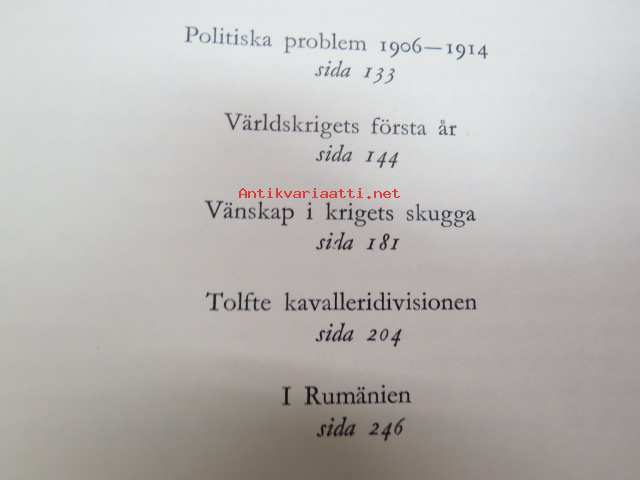 Politiska problem 1906—1914
sida 133
Världskrigets första år
sida 144
Antikvariaatti.net
Vänskap i krigets skugga
sida 181
Tolfte kavalleridivisionen
sida 204
I Rumänien
sida 246